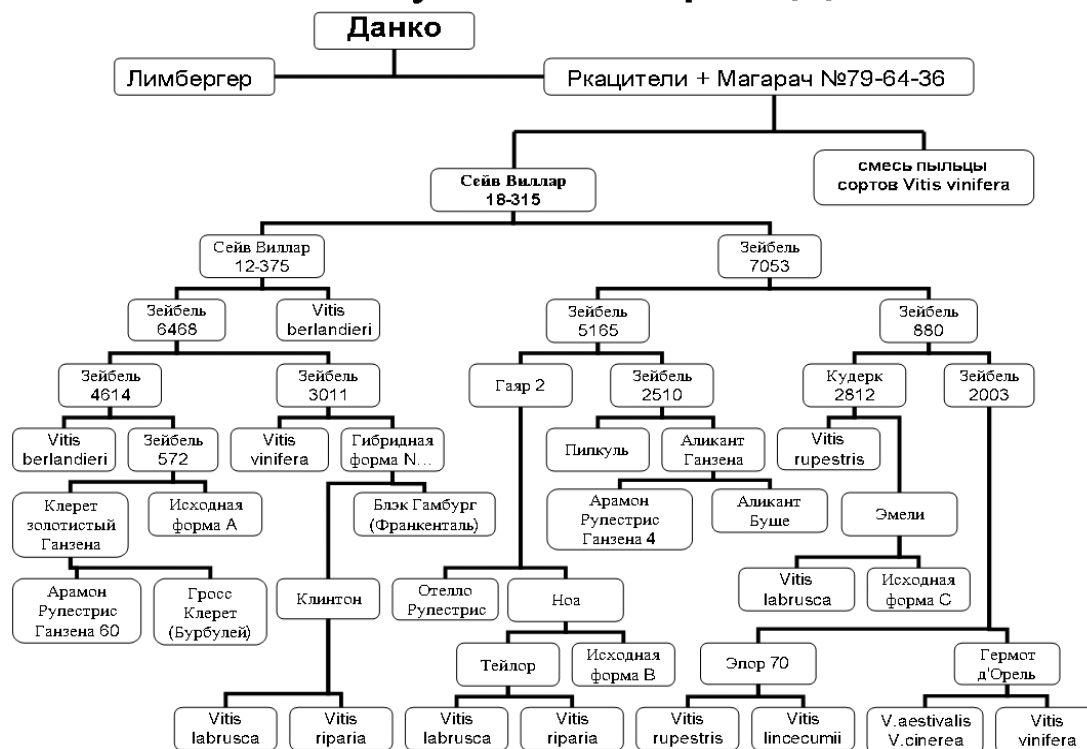 Данко
Лимбергер
Ркацители + Магарач №79-64-36
Сейв Виллар
18-315
смесь пыльцы
сортов Vitis vinifera
Сейв Виллар
12-375
Зейбель
7053
Зейбель
6468
Vitis
berlandieri
Зейбель
5165
Зейбель
880
Зейбель
4614
Зейбель
3011
Гаяр 2
Зейбель
2510
Кудерк
2812
Зейбель
2003
Vitis
berlandieri
Зейбель
572
Vitis
vinifera
Гибридная
форма N...
Пилкуль
Аликант
Ганзена
Vitis
rupestris
Клерет
золотистый
Ганзена
Исходная
форма А
Блэк Гамбург
(Франкенталь)
Арамон
Рупестрис
Ганзена 4
Аликант
Буше
Эмели
Арамон
Рупестрис
Ганзена 60
Гросс
Клерет
(Бурбулей)
Клинтон
Отелло
Рупестрис
Ноа
Vitis
labrusca
Исходная
форма С
Тейлор
Исходная
форма В
Элор 70
Гермот
д'Орель
Vitis
labrusca
Vitis
riparia
Vitis
labrusca
Vitis
riparia
Vitis
rupestris
Vitis
lincecumii
V.aestivalis
V.cinerea
Vitis
vinifera